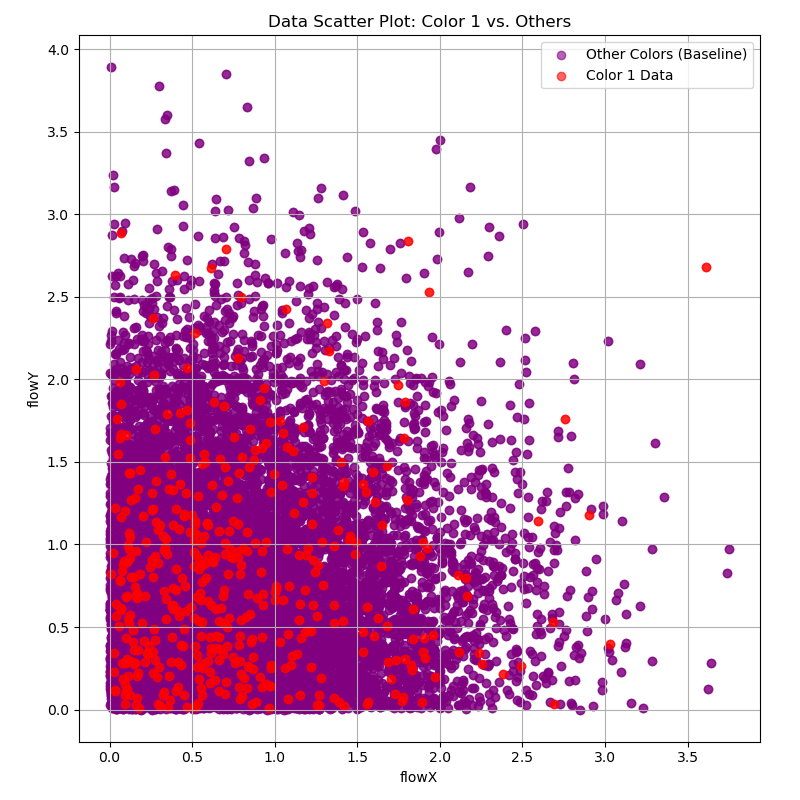 Data Scatter Plot: Color 1 vs. Others
Other Colors (Baseline)
Color 1 Data
4.0
3.5
3.0
2.5
2.0
1.5
1.0
0.5
0.0
flowY
0.0 0.5 1.0 1.5 2.0 2.5 3.0 3.5
flowX